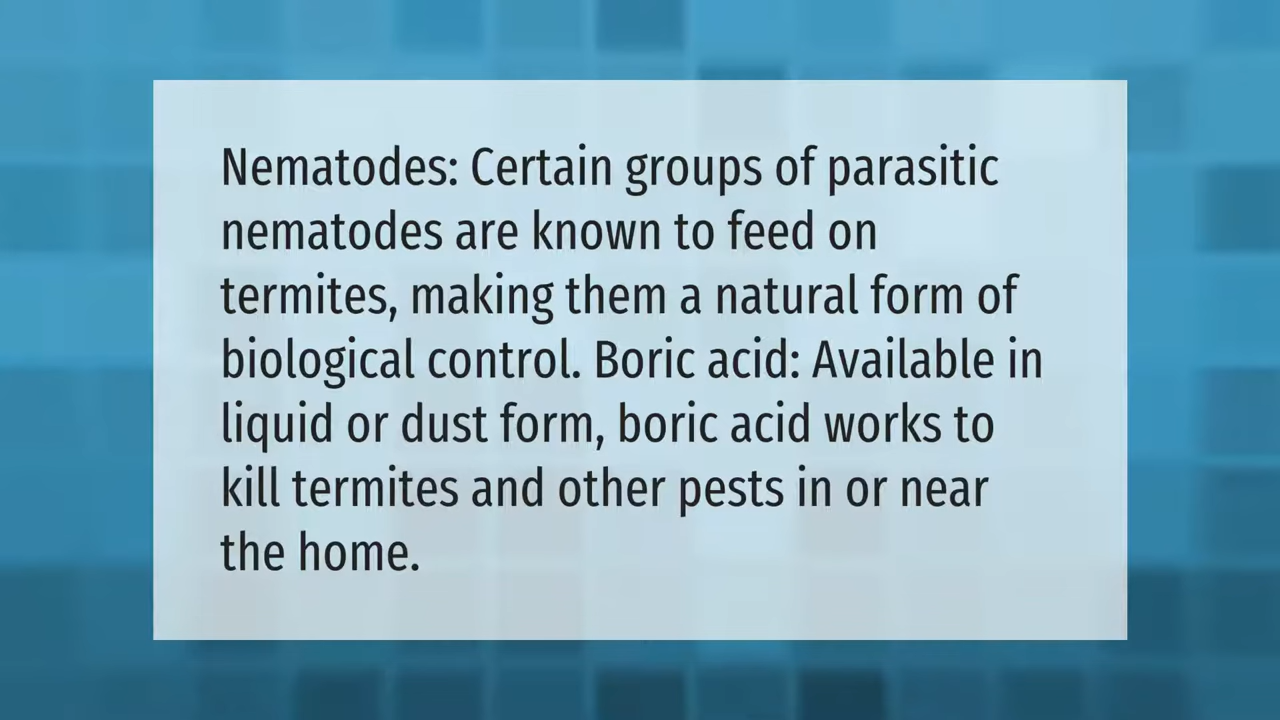 Nematodes: Certain groups of parasitic
nematodes are known to feed on
termites, making them a natural form of
biological control. Boric acid: Available in
liquid or dust form, boric acid works to
kill termites and other pests in or near
the home.